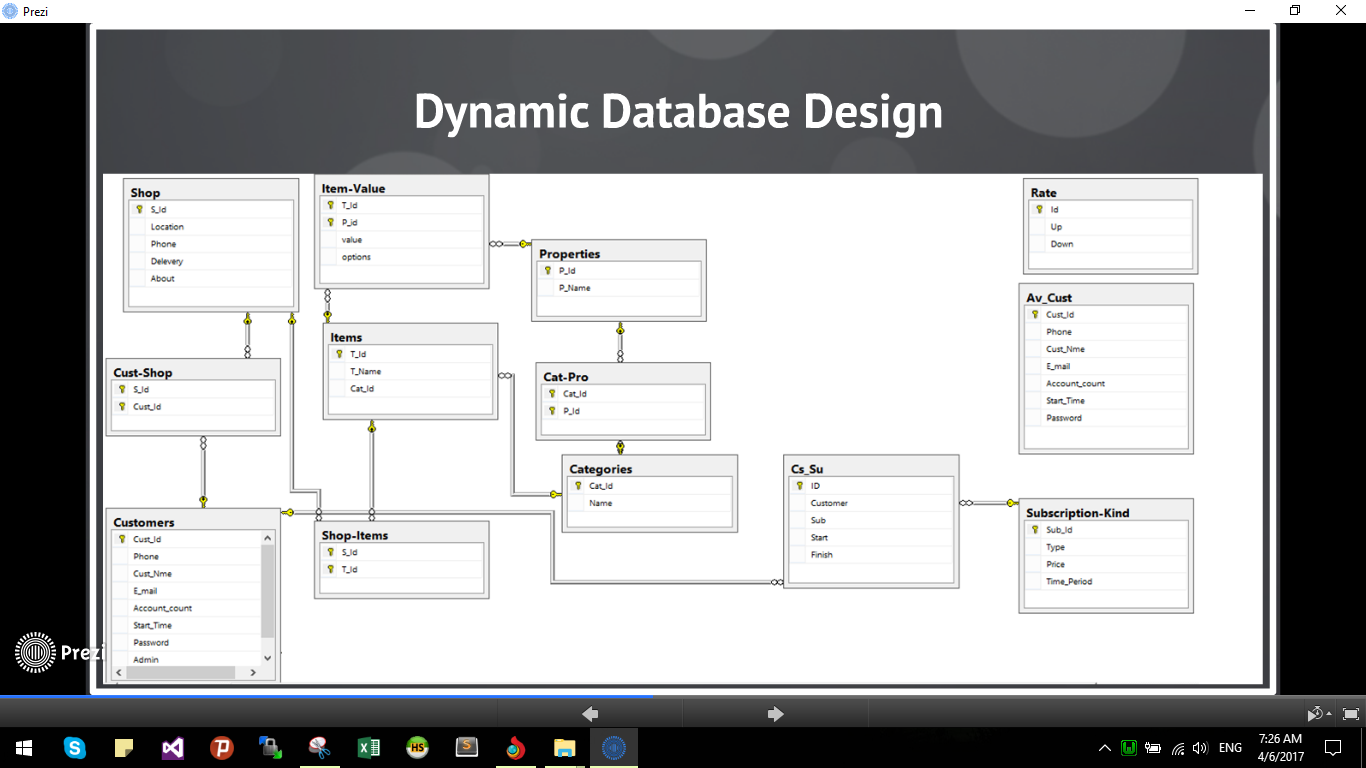 Prezi
Dynamic Database Design
Shop
S_Id
Location
Phone
Delevery
About
Item-Value
T_Id
P_id
value
options
Properties
P_Id
P_Name
Rate
Id
Up
Down
Av_Cust
Cust_Id
Phone
Cust_Nme
E_mail
Account_count
Start_Time
Password
Items
T_Id
T_Name
Cat_Id
Cust-Shop
S_Id
Cust_Id
Cat-Pro
Cat_Id
P_Id
Categories
Cat_Id
Name
Cs_Su
ID
Customer
Sub
Start
Finish
Subscription-Kind
Sub_Id
Type
Price
Time_Period
Customers
Cust_Id
Phone
Cust_Nme
E_mail
Account_count
Start_Time
Password
Admin
Shop-Items
S_Id
T_Id
Prezi
HS
S
ENG
7:26 AM
4/6/2017